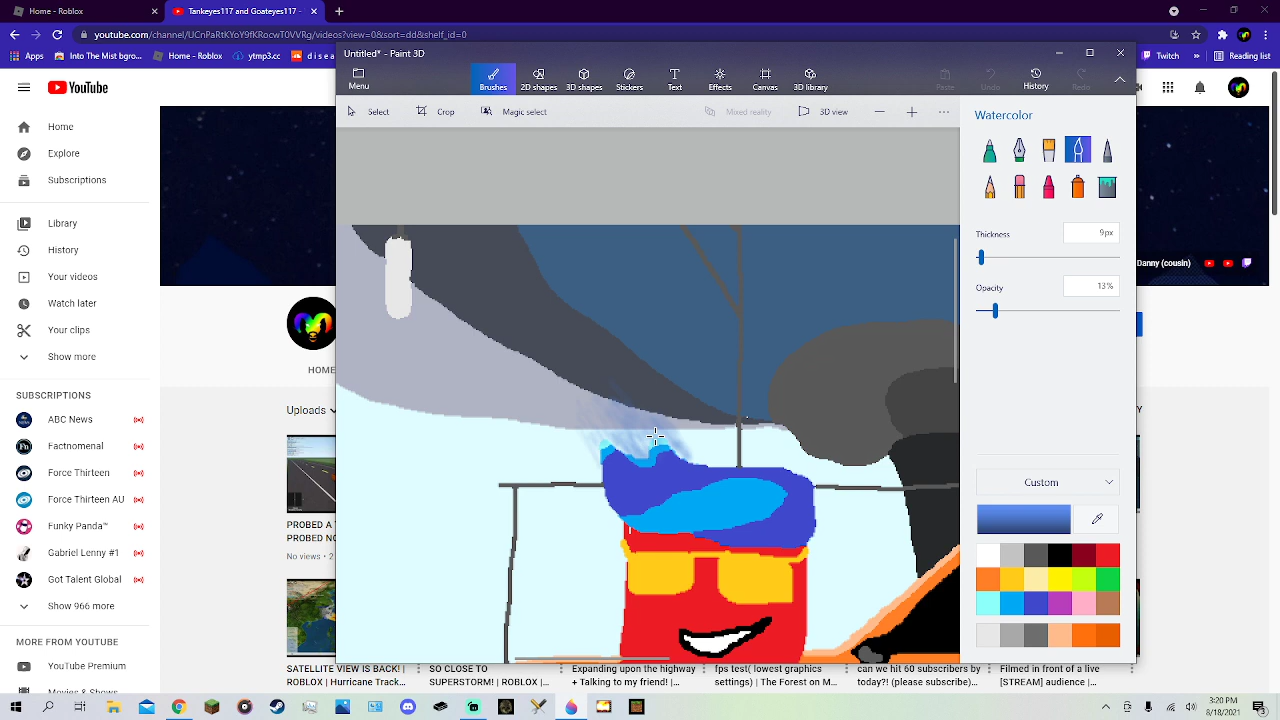 Home - Roblox
Tankeyes117 and Goateyes117 -
youtube.com/channel/UCnPaRtKYoY9fKRocwT0VVRg/videos?view=0&sort=dd&shelf_id=0
Apps
Into The Mist bgro...
ytmp3.cc
d i s e a
Twitch
Reading list
Untitled* - Paint 3D
YouTube
Menu
Brushes
2D shapes
3D shapes
Stickers
Text
Effects
Canvas
3D library
Paste
Undo
History
Redo
Select
Crop
Magic select
Mixed reality
3D view
Watercolor
Thickness
9px
Opacity
13%
Custom
Home
Explore
Subscriptions
Library
History
Your videos
Watch later
Your clips
Show more
SUBSCRIPTIONS
ABC News
Factnomenal
Force Thirteen
Force Thirteen AU
Funky Panda™
Gabriel Lenny #1
Got Talent Global
Show 966 more
MORE FROM YOUTUBE
YouTube Premium
Danny (cousin)
HOME
Uploads
PROBED A
PROBED NO
No views • 2
SATELLITE VIEW IS BACK! |
ROBLOX | Hurricane Track...
SO CLOSE TO
SUPERSTORM! | ROBLOX |...
Expanding upon the highway
+ Talking to my friend! |...
fps test( lowest graphics
settings) | The Forest on M...
can we hit 60 subscribers by
today?! (please subscribe)...
Filmed in front of a live
[STREAM] audience |...
3:20 PM
8/18/2021